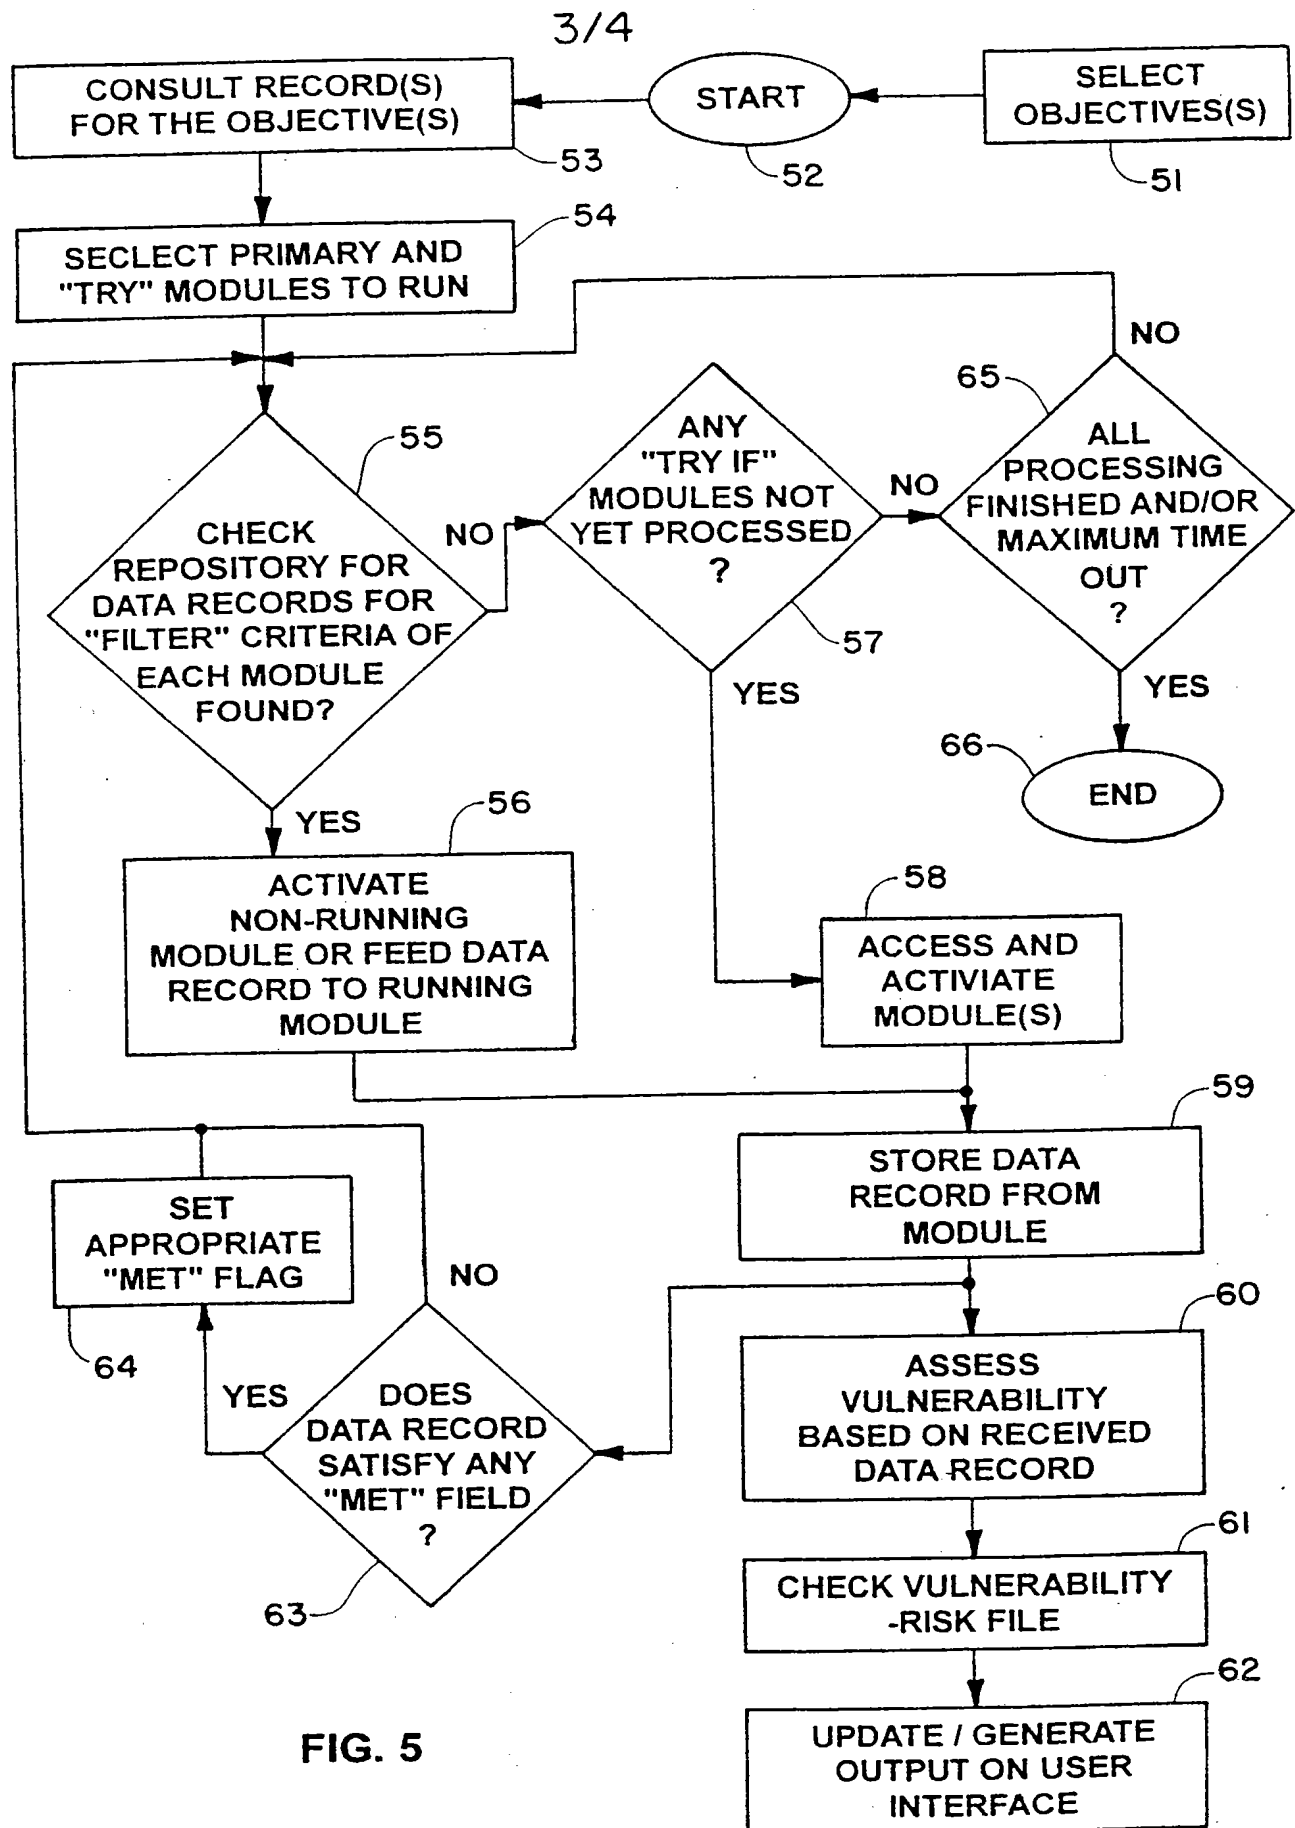 3/4
CONSULT RECORD(S)
FOR THE OBJECTIVE(S)
53
START
52
SELECT
OBJECTIVES(S)
51
54
SECLECT PRIMARY AND
"TRY" MODULES TO RUN
55
CHECK
REPOSITORY FOR
DATA RECORDS FOR
"FILTER" CRITERIA OF
EACH MODULE
FOUND?
NO
YES
ANY
"TRY IF"
MODULES NOT
YET PROCESSED
?
57
NO
YES
65
NO
ALL
PROCESSING
FINISHED AND/OR
MAXIMUM TIME
OUT
?
YES
66
END
56
ACTIVATE
NON-RUNNING
MODULE OR FEED DATA
RECORD TO RUNNING
MODULE
58
ACCESS AND
ACTIVIATE
MODULE(S)
59
STORE DATA
RECORD FROM
MODULE
SET
APPROPRIATE
"MET" FLAG
64
NO
YES
DOES
DATA RECORD
SATISFY ANY
"MET" FIELD
?
63
60
ASSESS
VULNERABILITY
BASED ON RECEIVED
DATA RECORD
61
CHECK VULNERABILITY
-RISK FILE
62
UPDATE / GENERATE
OUTPUT ON USER
INTERFACE
FIG. 5